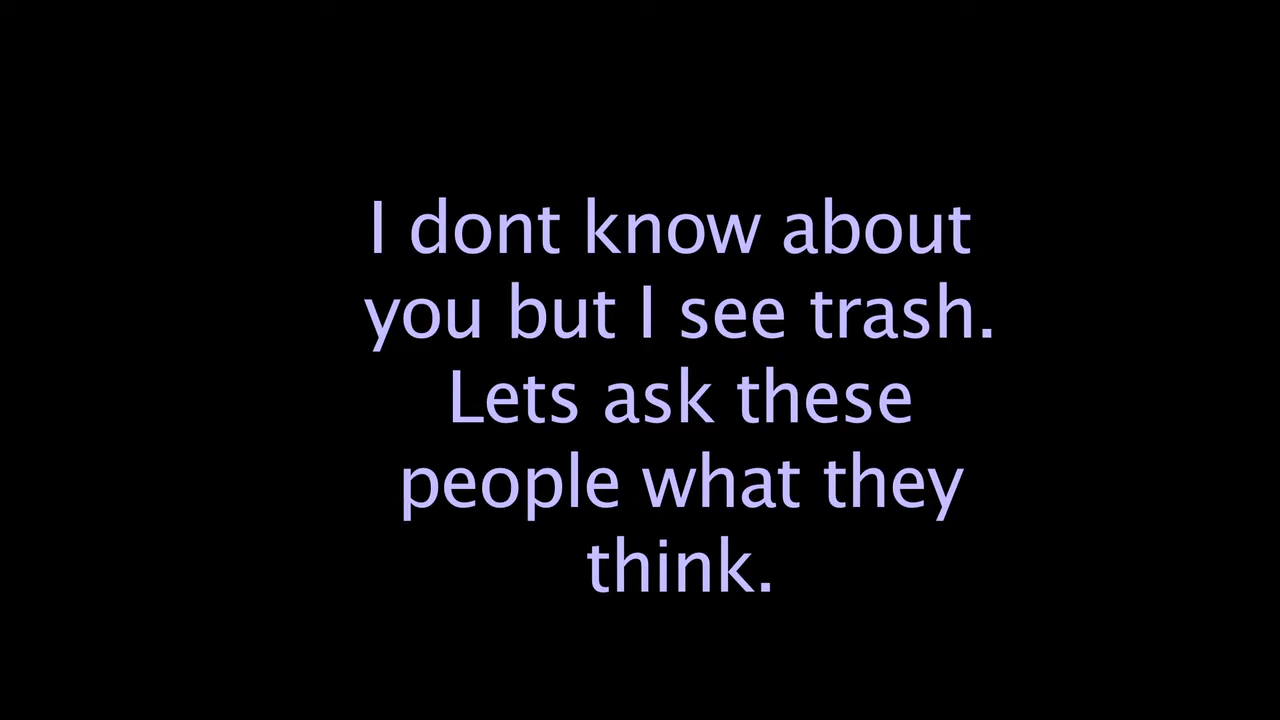 I dont know about
you but I see trash.
Lets ask these
people what they
think.